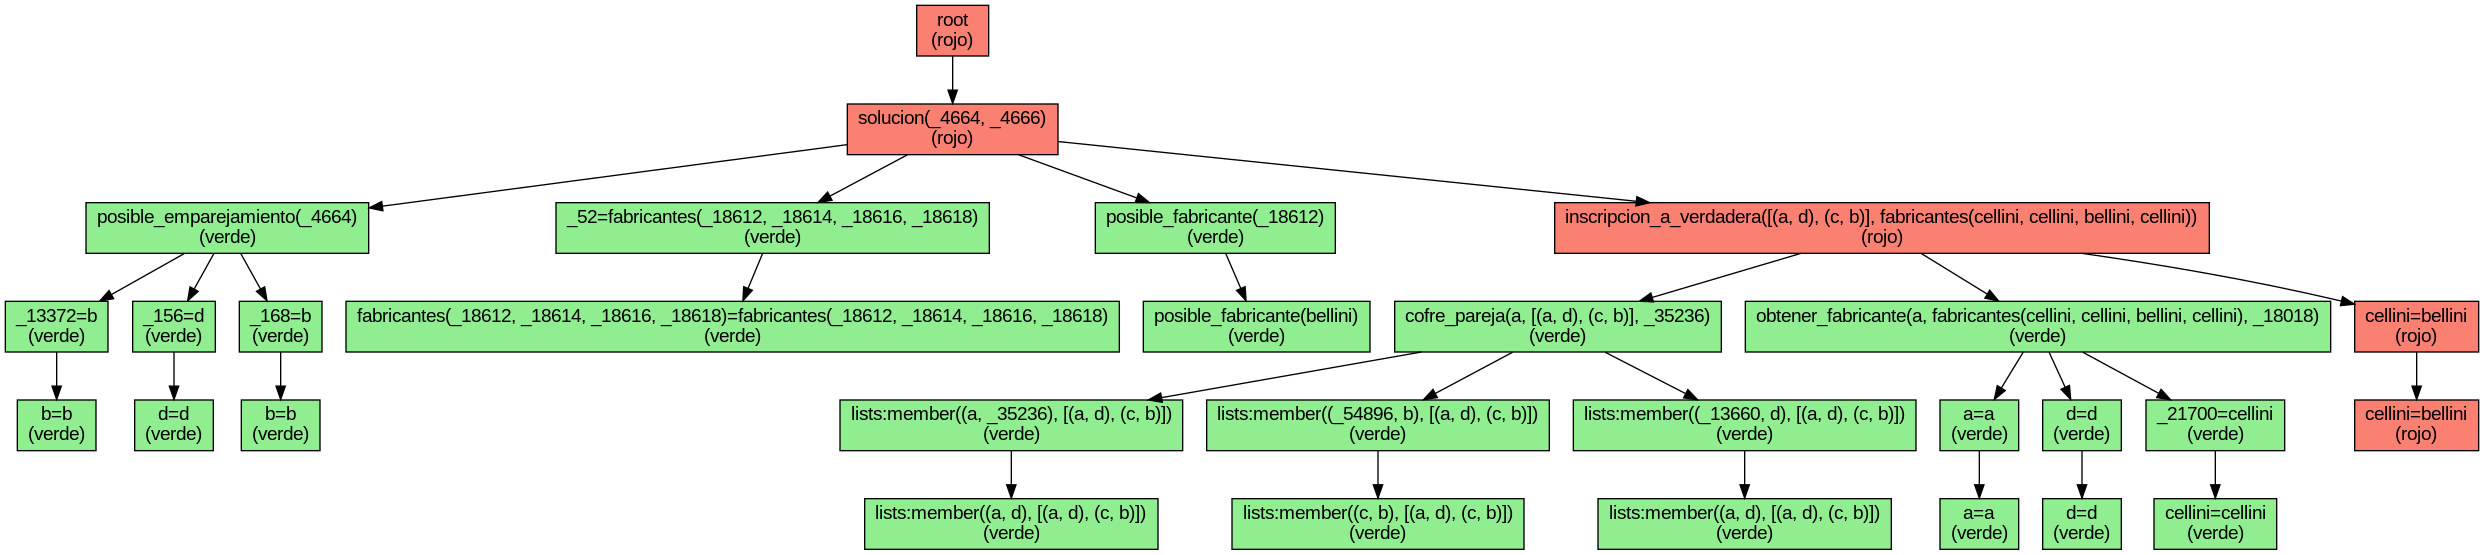 root
(rojo)
solucion(_4664, _4666)
(rojo)
posible_emparejamiento(_4664)
(verde)
_52=fabricantes(_18612, _18614, _18616, _18618)
(verde)
posible_fabricante(_18612)
(verde)
inscripcion_a_verdadera([(a, d), (c, b)], fabricantes(cellini, cellini, bellini, cellini))
(rojo)
_13372=b
(verde)
_156=d
(verde)
_168=b
(verde)
fabricantes(_18612, _18614, _18616, _18618)=fabricantes(_18612, _18614, _18616, _18618)
(verde)
posible_fabricante(bellini)
(verde)
cofre_pareja(a, [(a, d), (c, b)], _35236)
(verde)
obtener_fabricante(a, fabricantes(cellini, cellini, bellini, cellini), _18018)
(verde)
cellini=bellini
(rojo)
b=b
(verde)
d=d
(verde)
b=b
(verde)
lists:member((a, _35236), [(a, d), (c, b)])
(verde)
lists:member((_54896, b), [(a, d), (c, b)])
(verde)
lists:member((_13660, d), [(a, d), (c, b)])
(verde)
a=a
(verde)
d=d
(verde)
_21700=cellini
(verde)
cellini=bellini
(rojo)
lists:member((a, d), [(a, d), (c, b)])
(verde)
lists:member((c, b), [(a, d), (c, b)])
(verde)
lists:member((a, d), [(a, d), (c, b)])
(verde)
a=a
(verde)
d=d
(verde)
cellini=cellini
(verde)